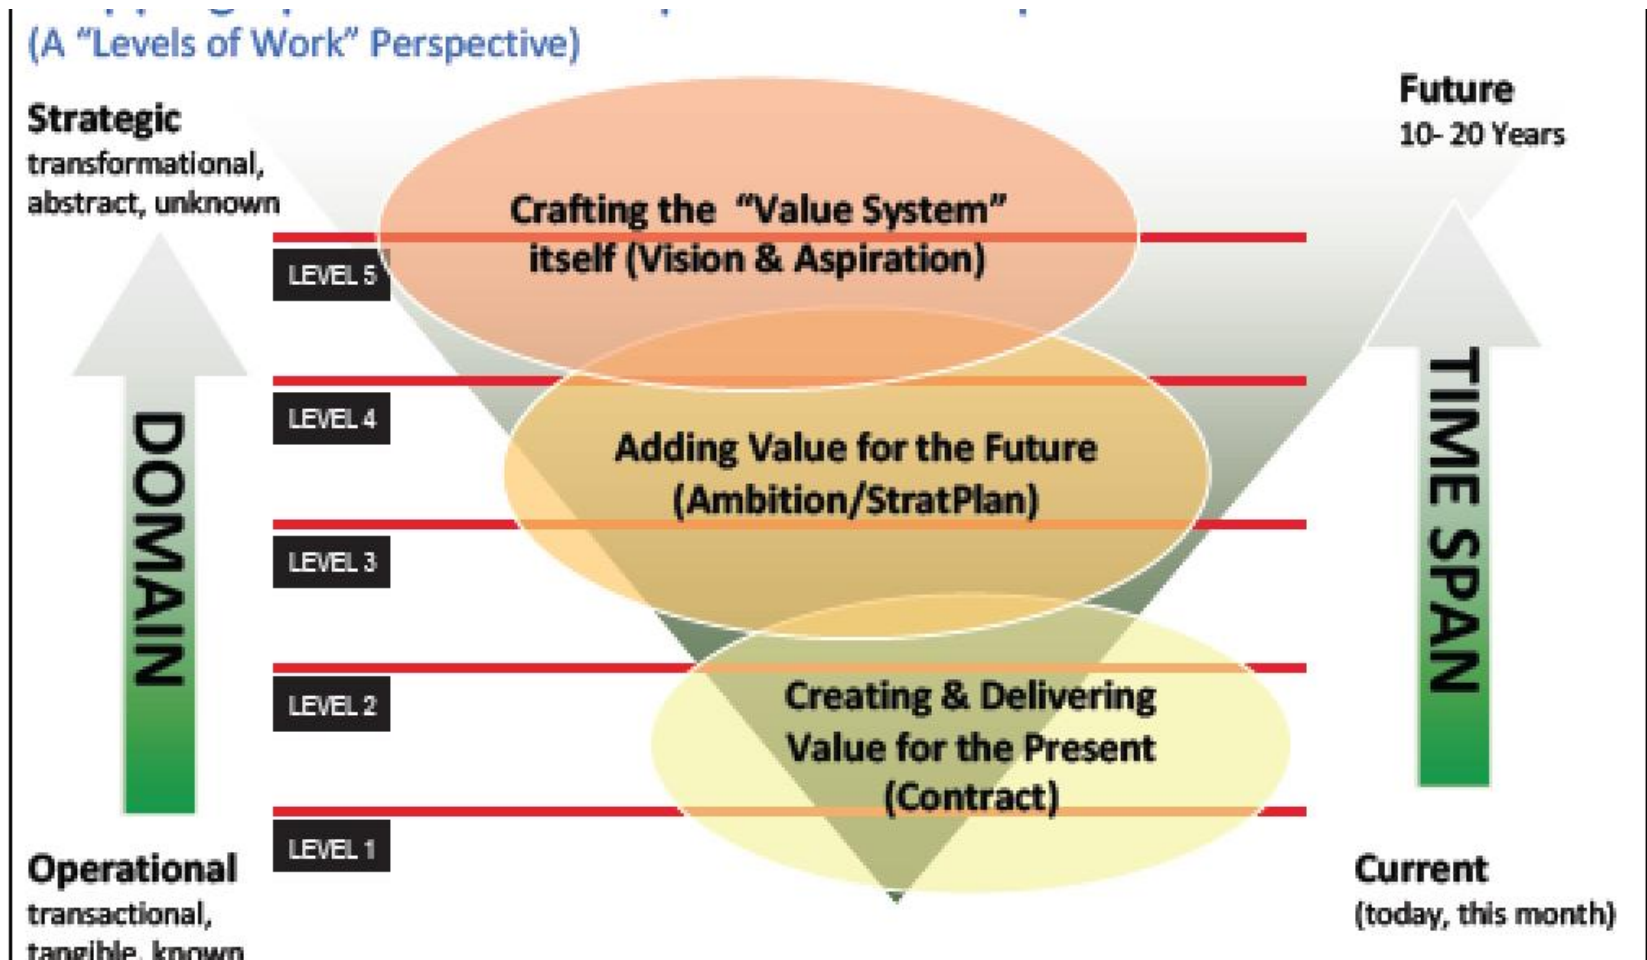 (A “Levels of Work” Perspective)
Strategic
transformational,
abstract, unknown
Future
10- 20 Years
Crafting the “Value System”
itself (Vision & Aspiration)
LEVEL 5
LEVEL 4
Adding Value for the Future
(Ambition/StratPlan)
LEVEL 3
LEVEL 2
Creating & Delivering
Value for the Present
(Contract)
LEVEL 1
DOMAIN
TIME SPAN
Operational
transactional,
tangible, known
Current
(today, this month)